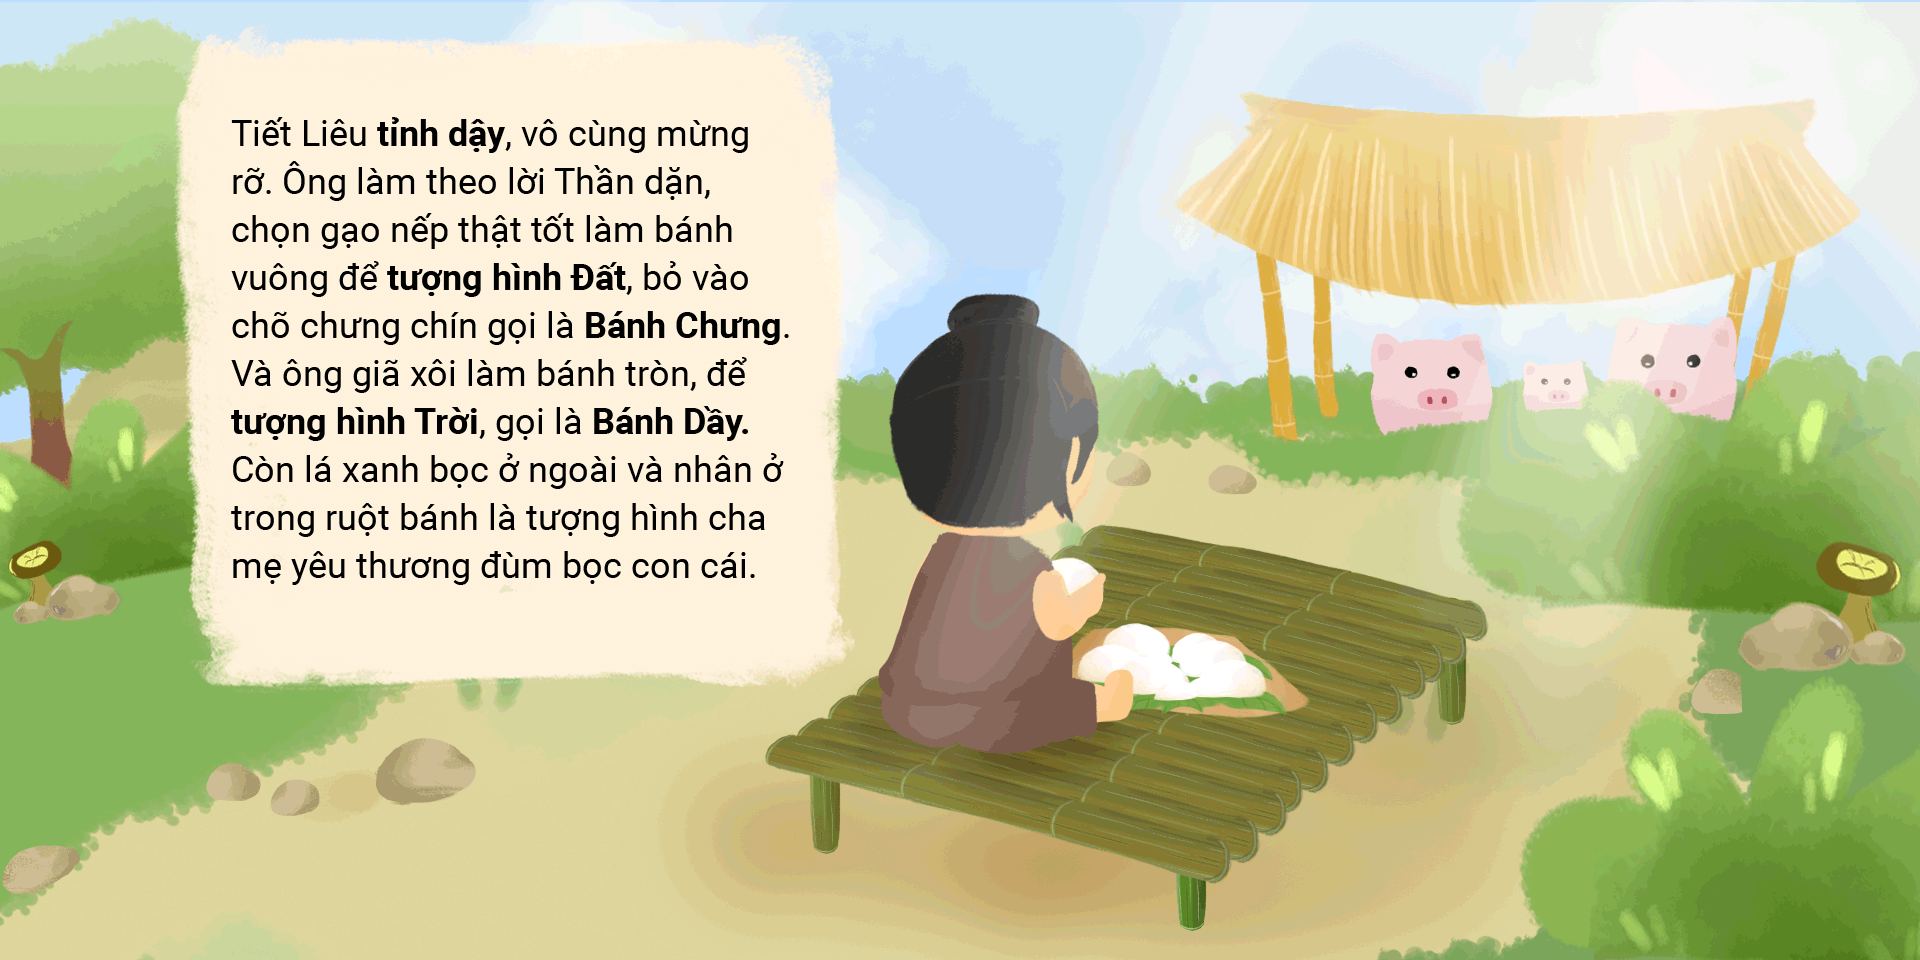 Tiết Liêu tỉnh dậy, vô cùng mừng
rỡ. Ông làm theo lời Thần dặn,
chọn gạo nếp thật tốt làm bánh
vuông để tượng hình Đất, bỏ vào
chõ chưng chín gọi là Bánh Chưng.
Và ông giã xôi làm bánh tròn, để
tượng hình Trời, gọi là Bánh Dầy.
Còn lá xanh bọc ở ngoài và nhân ở
trong ruột bánh là tượng hình cha
mẹ yêu thương đùm bọc con cái.